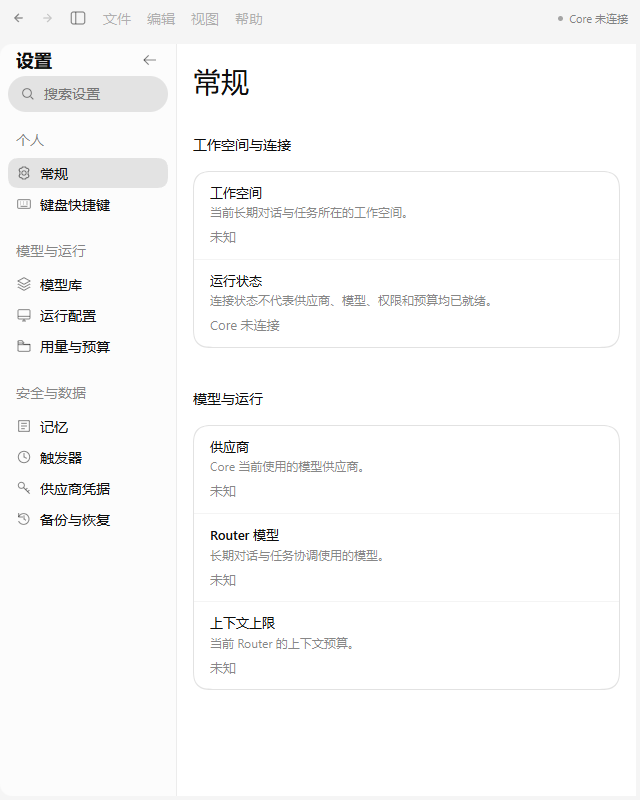 文件 编辑 视图 帮助 Core 未连接
设置
搜索设置
个人
常规
键盘快捷键
模型与运行
模型库
运行配置
用量与预算
安全与数据
记忆
触发器
供应商凭据
备份与恢复
常规
工作空间与连接
工作空间
当前长期对话与任务所在的工作空间。
未知
运行状态
连接状态不代表供应商、模型、权限和预算均已就绪。
Core 未连接
模型与运行
供应商
Core 当前使用的模型供应商。
未知
Router 模型
长期对话与任务协调使用的模型。
未知
上下文上限
当前 Router 的上下文预算。
未知